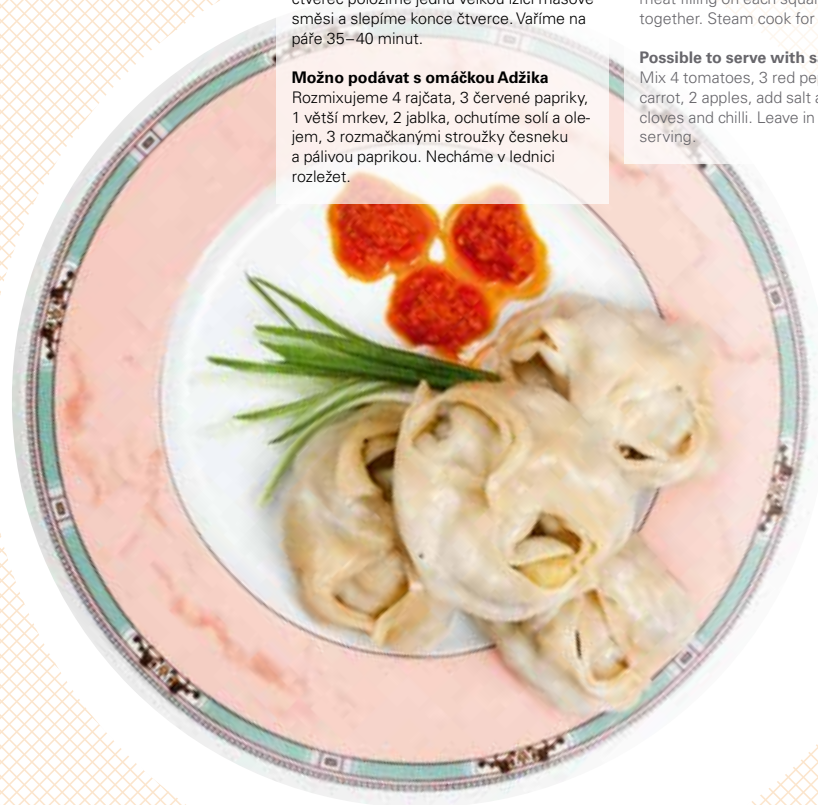 čtverec položíme jednu velkou lžíci masové
směsi a slepíme konce čtverce. Vaříme na
páře 35–40 minut.
Možno podávat s omáčkou Adžika
Rozmixujeme 4 rajčata, 3 červené papriky,
1 větší mrkev, 2 jablka, ochutíme solí a ole-
jem, 3 rozmačkanými stroužky česneku
a pálivou paprikou. Necháme v lednici
rozležet.
meat filling on each
together. Steam cook for
Possible to serve with
Mix 4 tomatoes, 3 red
carrot, 2 apples, add salt
cloves and chilli. Leave in
serving.